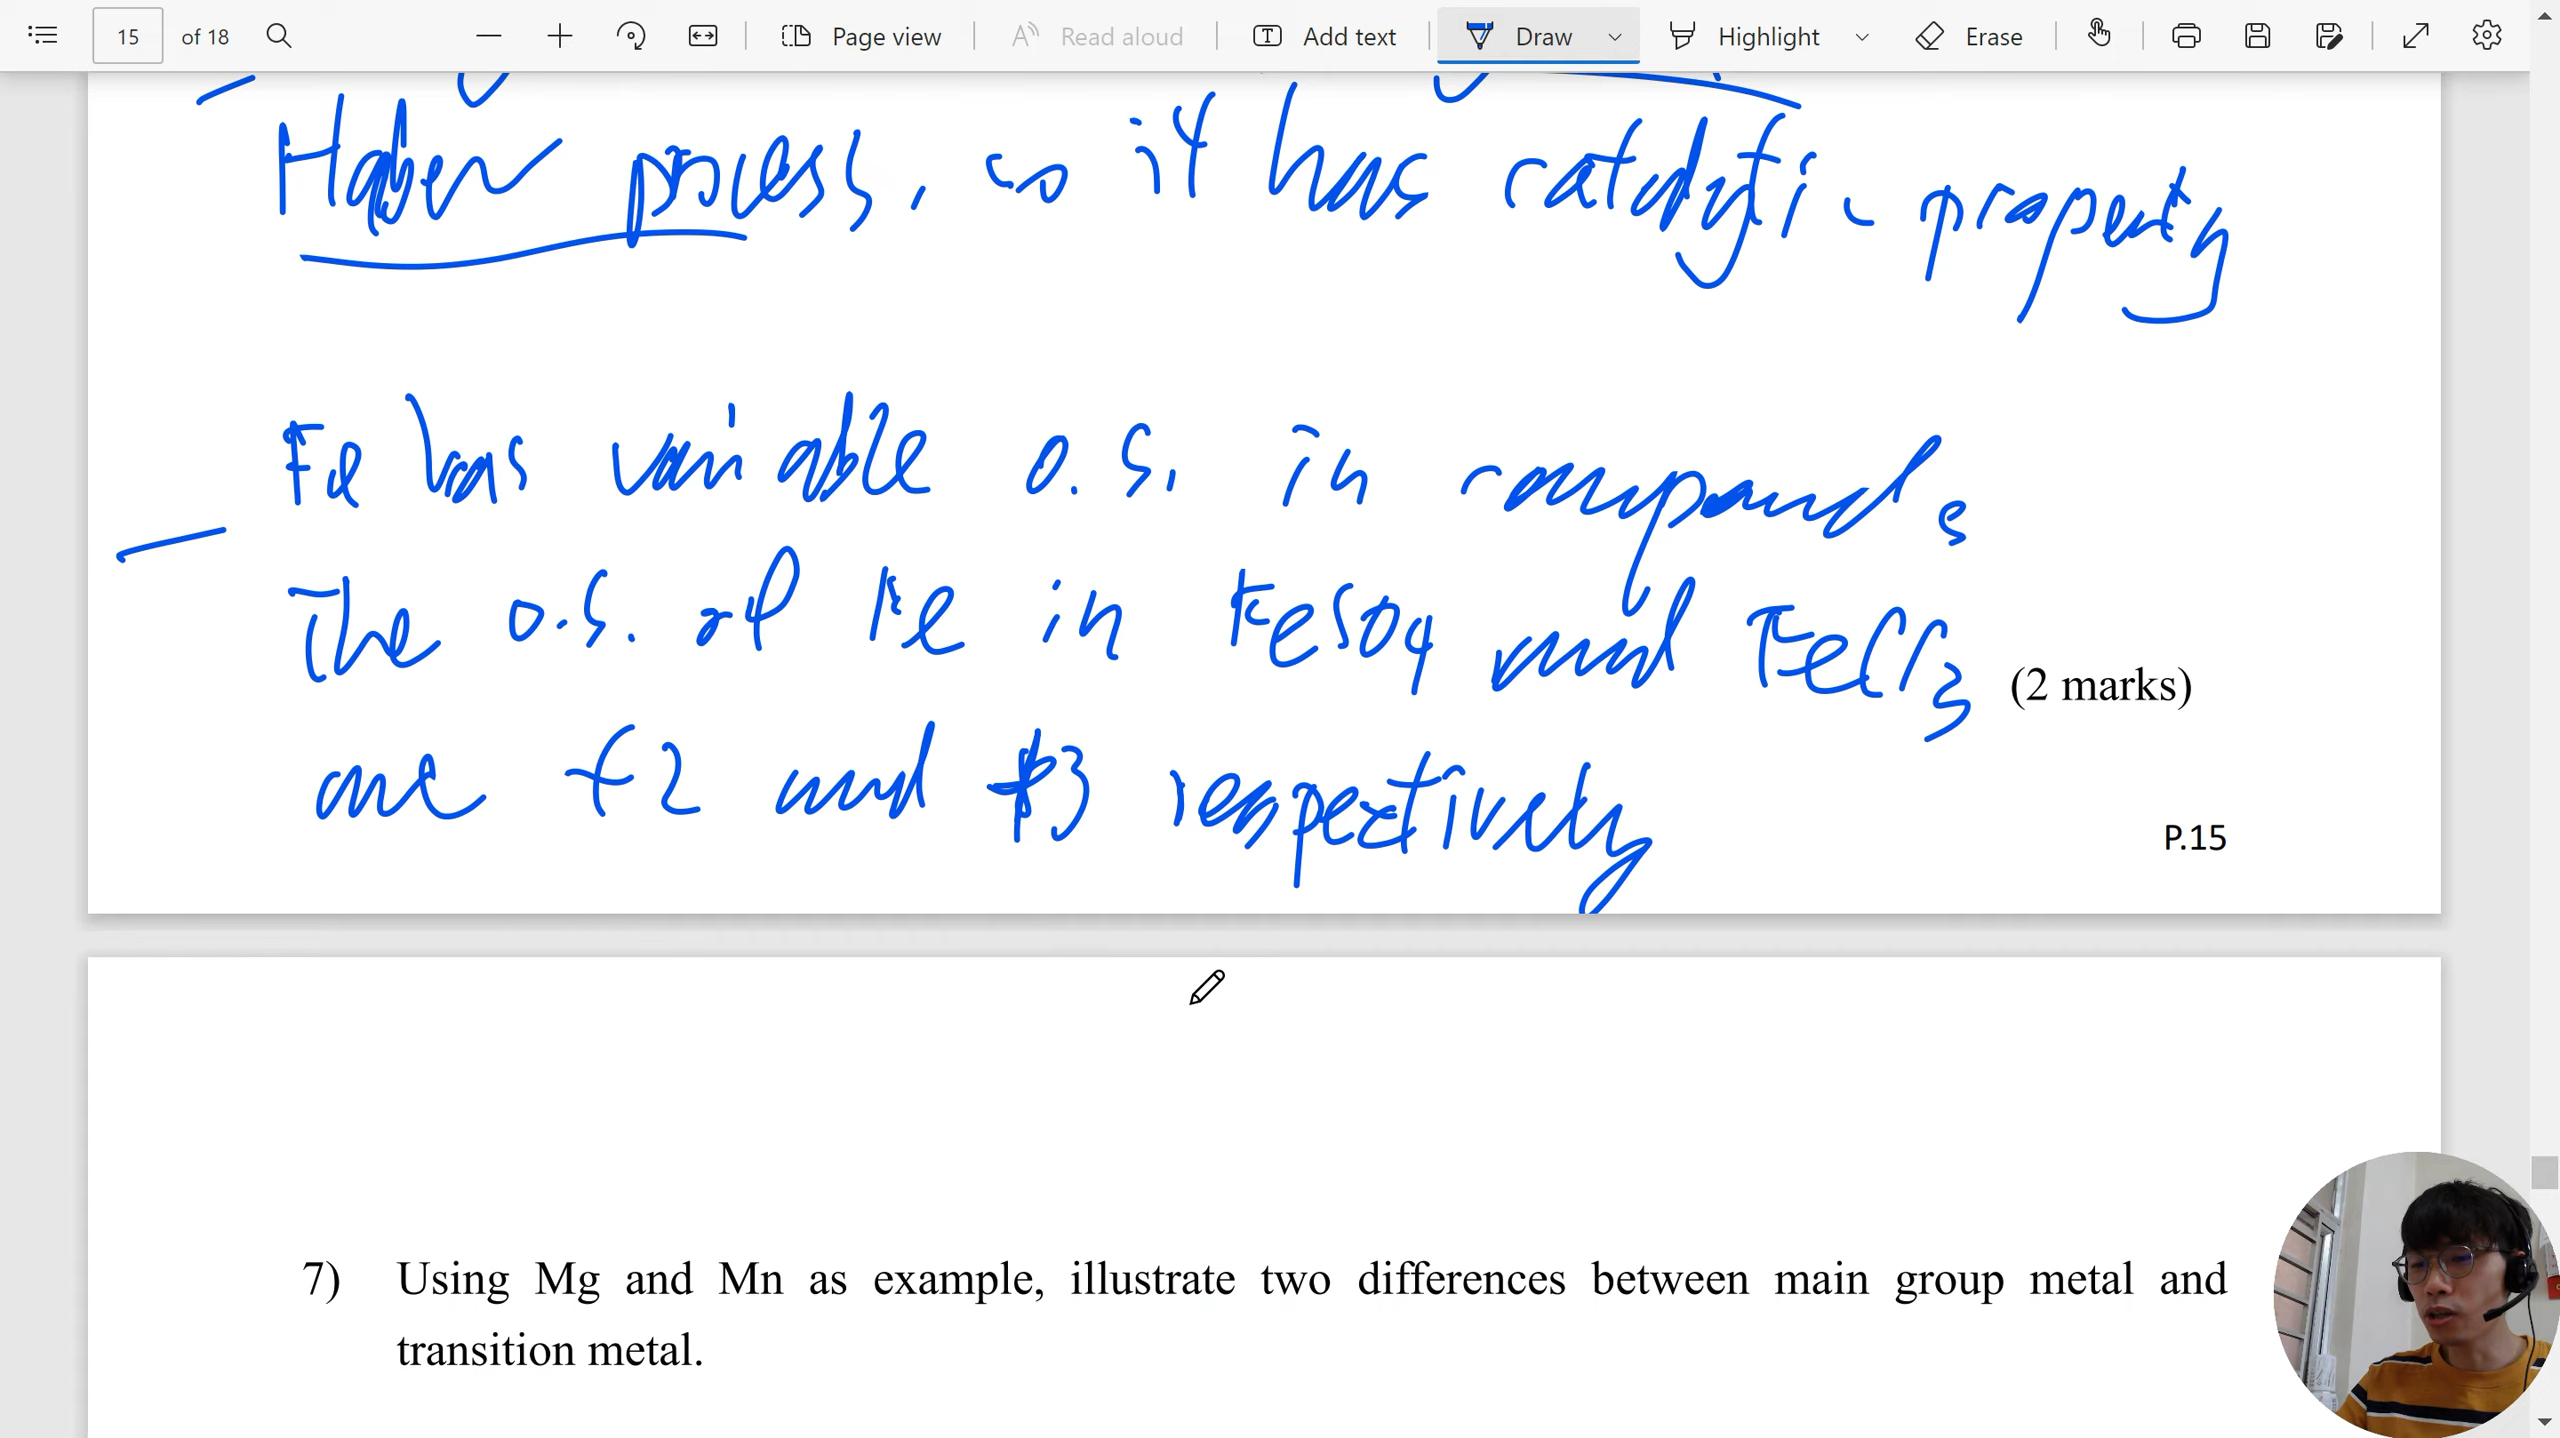 15 of 18 Page view Read aloud Add text Draw Highlight Erase
Haber process, so it has catalytic property
Fe has variable o.s. in compounds
The o.s. of Fe in FeSO4 and FeCl3
(2 marks)
are +2 and +3 respectively
P.15
7) Using Mg and Mn as example, illustrate two differences between main group metal and
transition metal.